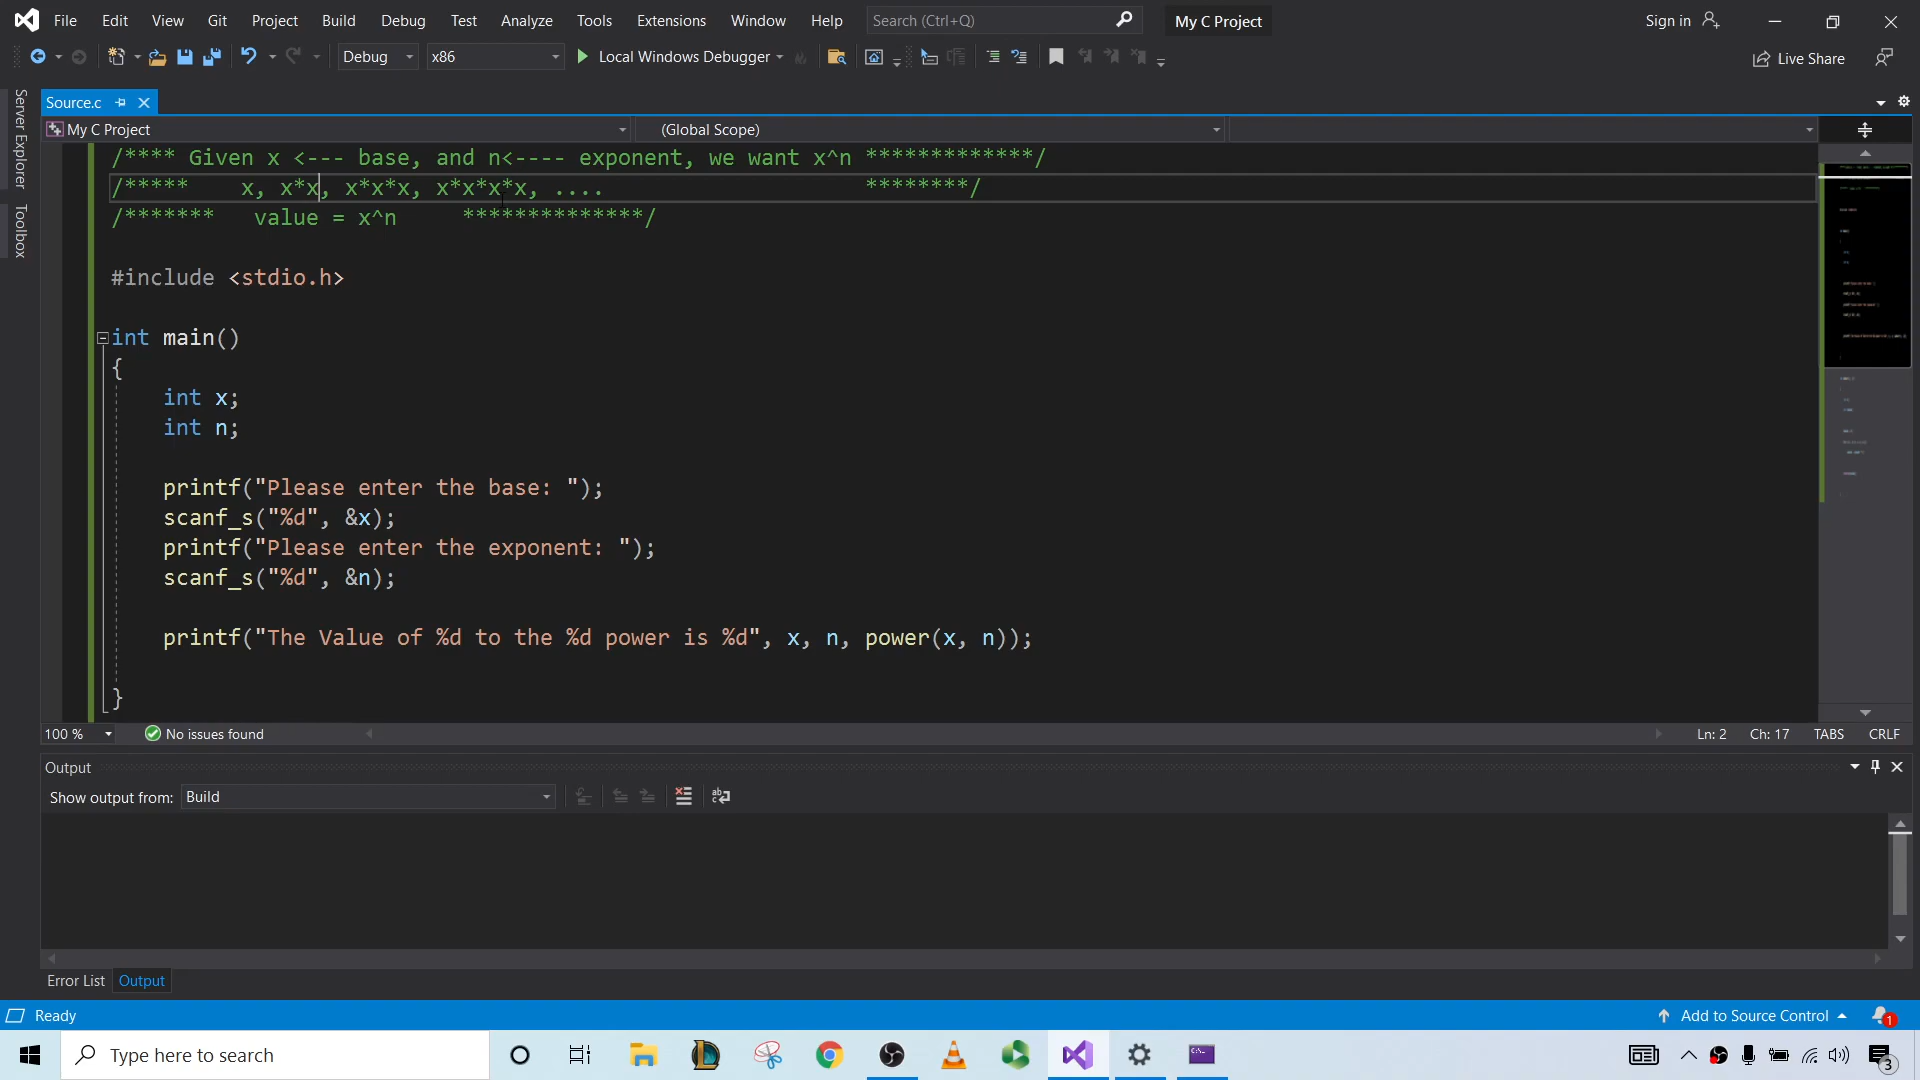 File Edit View Git Project Build Debug Test Analyze Tools Extensions Window Help Search (Ctrl+Q) My C Project Sign in
Debug x86 Local Windows Debugger Live Share
Server Explorer
Toolbox
Source.c
My C Project (Global Scope)
/**** Given x <--- base, and n<---- exponent, we want x^n *************/
/***** x, x*x, x*x*x, x*x*x*x, .... ********/
/******* value = x^n **************/
#include <stdio.h>
int main()
{
int x;
int n;
printf("Please enter the base: ");
scanf_s("%d", &x);
printf("Please enter the exponent: ");
scanf_s("%d", &n);
printf("The Value of %d to the %d power is %d", x, n, power(x, n));
}
100 % No issues found Ln: 2 Ch: 17 TABS CRLF
Output
Show output from: Build
Error List Output
Ready Add to Source Control 1
Type here to search 3